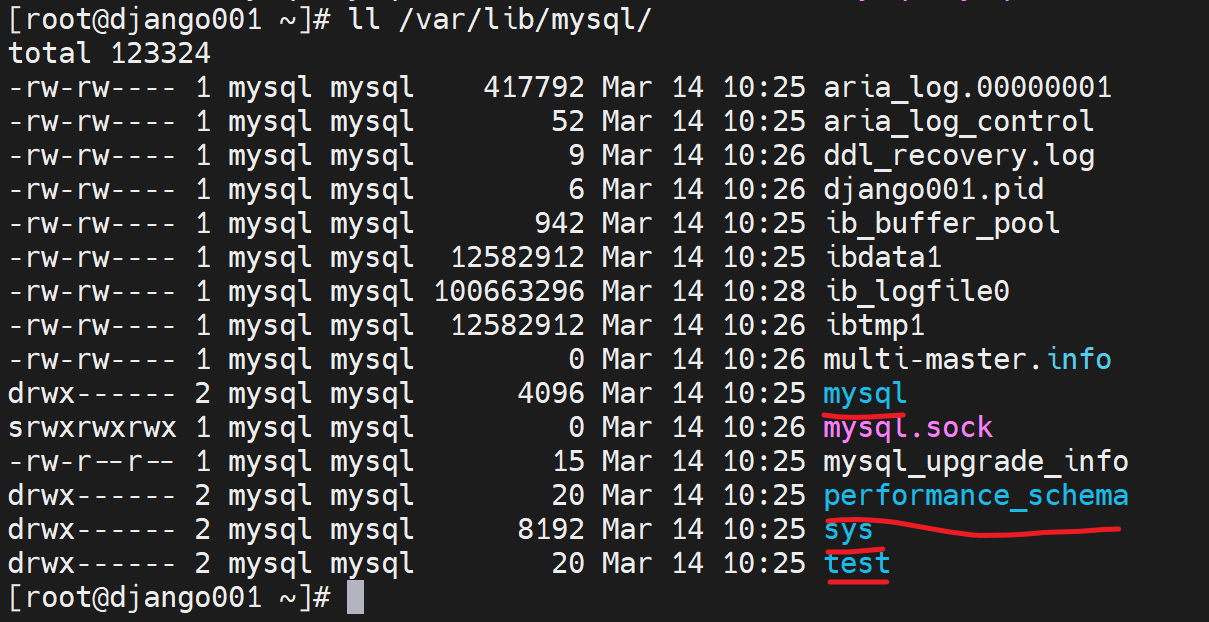 [root@django001 ~]# ll /var/lib/mysql/
total 123324
-rw-rw---- 1 mysql mysql    417792 Mar 14 10:25 aria_log.00000001
-rw-rw---- 1 mysql mysql        52 Mar 14 10:25 aria_log_control
-rw-rw---- 1 mysql mysql         9 Mar 14 10:26 ddl_recovery.log
-rw-rw---- 1 mysql mysql         6 Mar 14 10:26 django001.pid
-rw-rw---- 1 mysql mysql       942 Mar 14 10:25 ib_buffer_pool
-rw-rw---- 1 mysql mysql  12582912 Mar 14 10:25 ibdata1
-rw-rw---- 1 mysql mysql 100663296 Mar 14 10:28 ib_logfile0
-rw-rw---- 1 mysql mysql  12582912 Mar 14 10:26 ibtmp1
-rw-rw---- 1 mysql mysql         0 Mar 14 10:26 multi-master.info
drwx------ 2 mysql mysql      4096 Mar 14 10:25 mysql
srwxrwxrwx 1 mysql mysql         0 Mar 14 10:26 mysql.sock
-rw-r--r-- 1 mysql mysql        15 Mar 14 10:25 mysql_upgrade_info
drwx------ 2 mysql mysql        20 Mar 14 10:25 performance_schema
drwx------ 2 mysql mysql      8192 Mar 14 10:25 sys
drwx------ 2 mysql mysql        20 Mar 14 10:25 test
[root@django001 ~]#